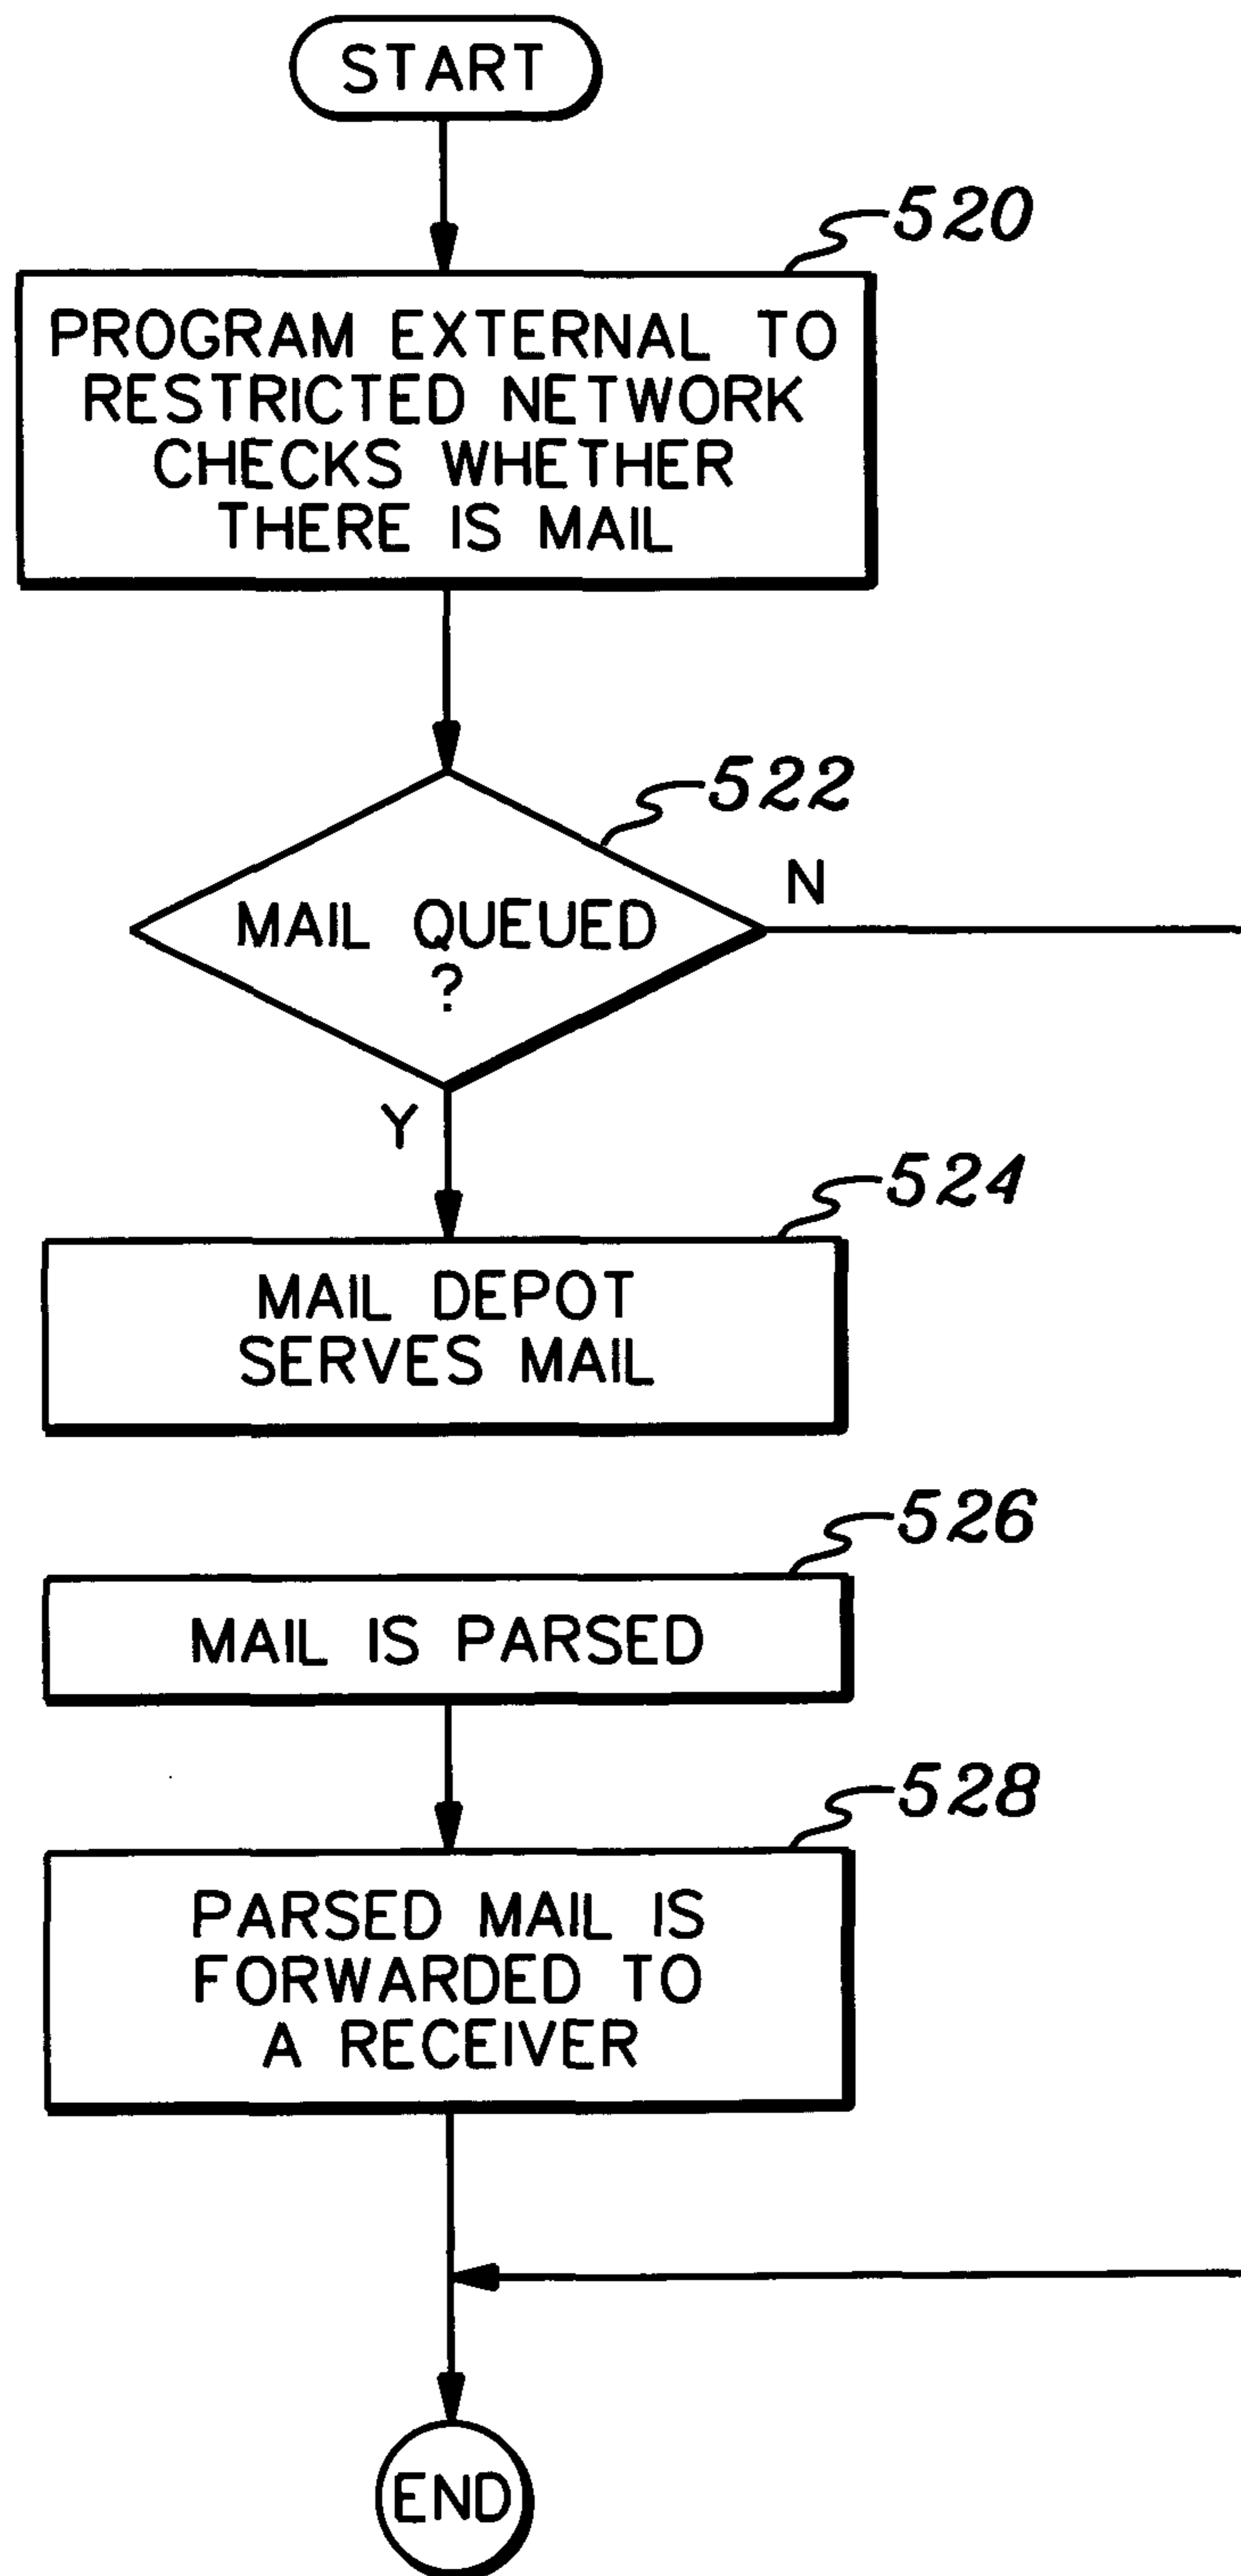 START
520
PROGRAM EXTERNAL TO
RESTRICTED NETWORK
CHECKS WHETHER
THERE IS MAIL
522
N
MAIL QUEUED
?
Y
524
MAIL DEPOT
SERVES MAIL
526
MAIL IS PARSED
528
PARSED MAIL IS
FORWARDED TO
A RECEIVER
END